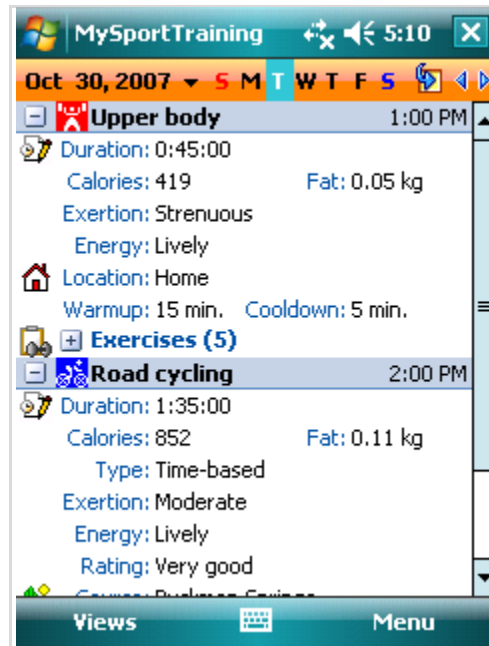 MySportTraining 5:10
Oct 30, 2007 S M T W T F S
Upper body 1:00 PM
Duration: 0:45:00
Calories: 419 Fat: 0.05 kg
Exertion: Strenuous
Energy: Lively
Location: Home
Warmup: 15 min. Cooldown: 5 min.
Exercises (5)
Road cycling 2:00 PM
Duration: 1:35:00
Calories: 852 Fat: 0.11 kg
Type: Time-based
Exertion: Moderate
Energy: Lively
Rating: Very good
Views Menu